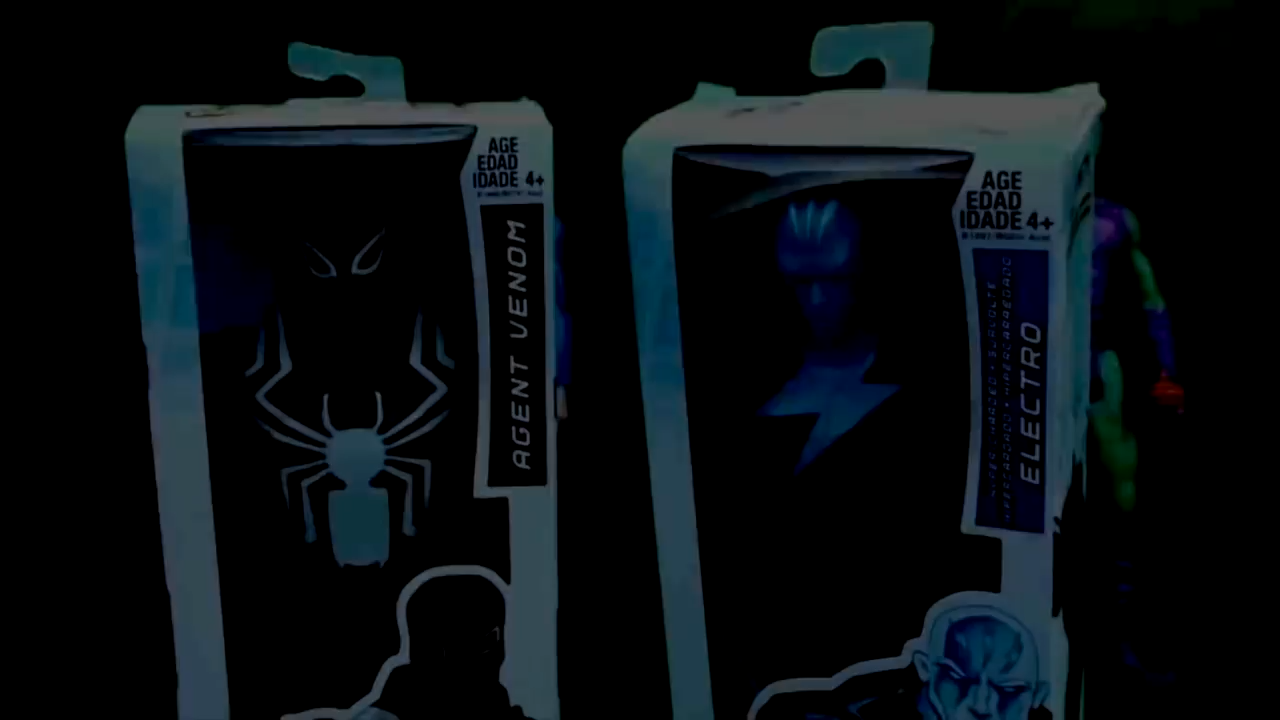 AGE
EDAD
IDADE 4+
AGENT VENOM
AGE
EDAD
IDADE 4+
ELECTRO